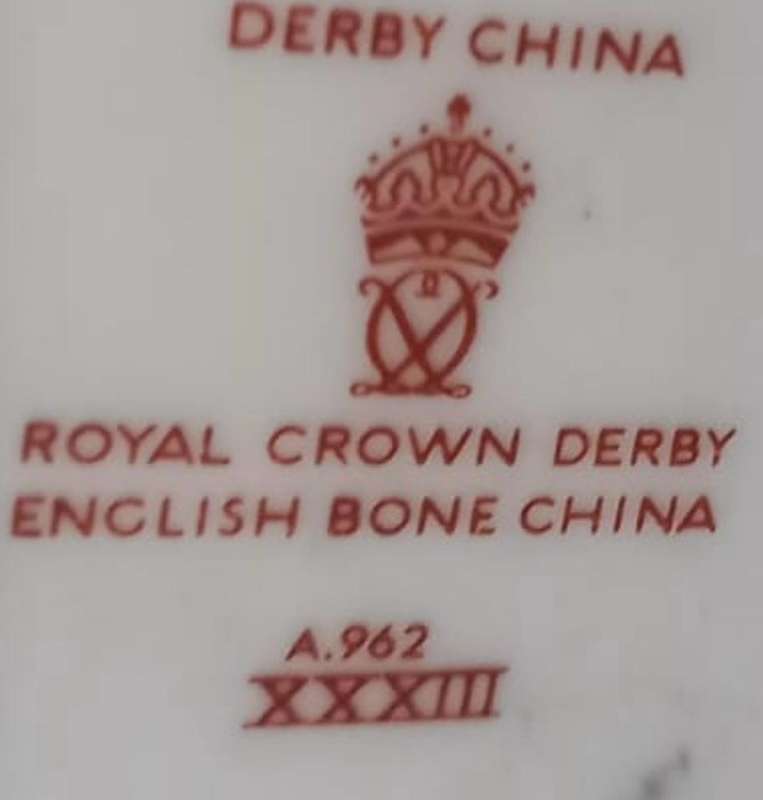 DERBY CHINA
ROYAL CROWN DERBY
ENGLISH BONE CHINA
A.962
XXXIII